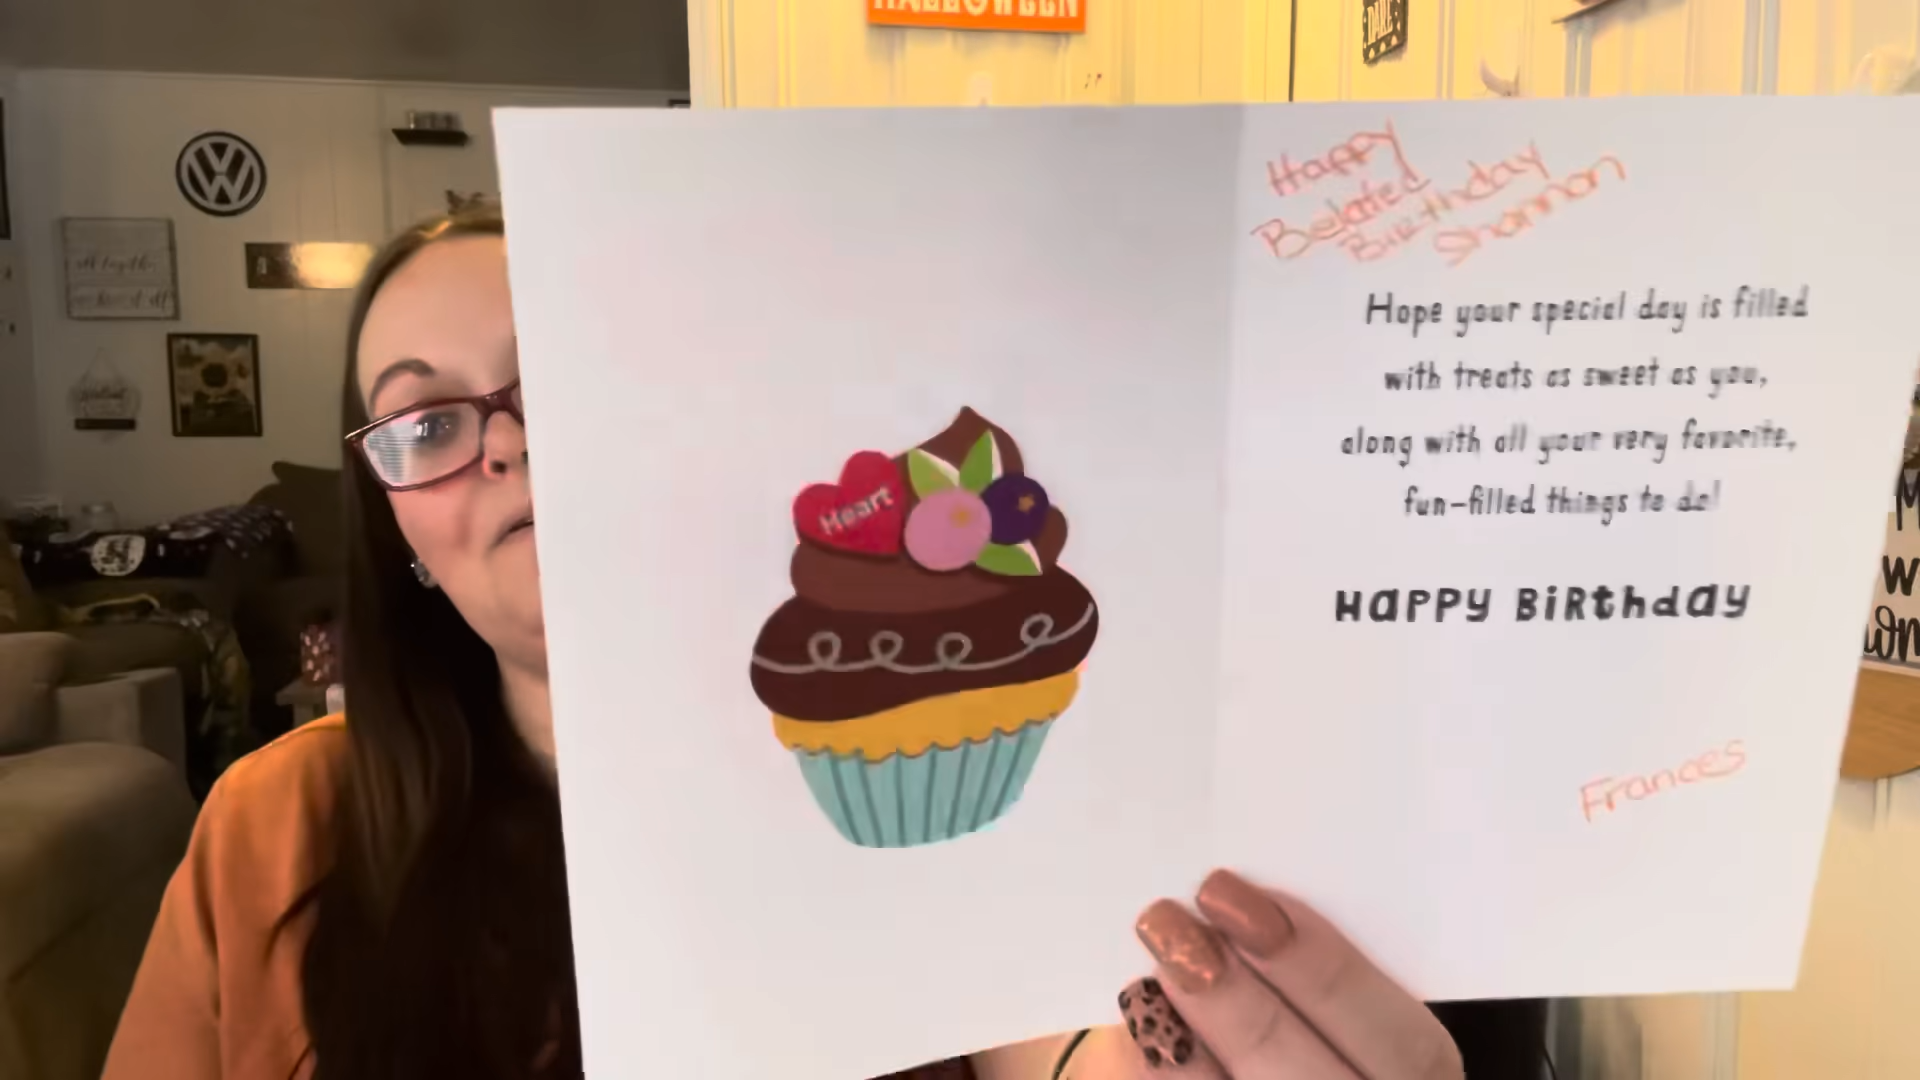 HALLOWEEN
DARE
Happy
Belated
Birthday
Shannon
Hope your special day is filled
with treats as sweet as you,
along with all your very favorite,
fun-filled things to do!
HAPPY BiRthday
Frances
Heart